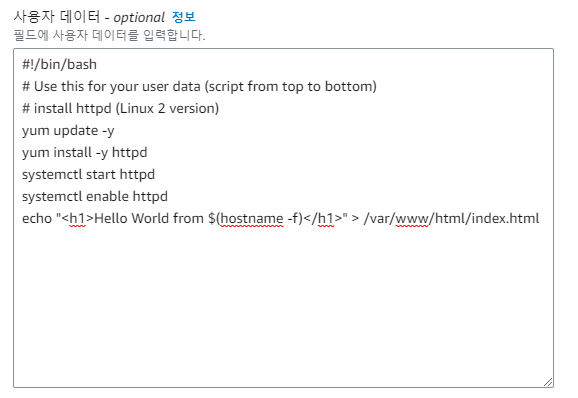 사용자 데이터 - optional 정보
필드에 사용자 데이터를 입력합니다.
#!/bin/bash
# Use this for your user data (script from top to bottom)
# install httpd (Linux 2 version)
yum update -y
yum install -y httpd
systemctl start httpd
systemctl enable httpd
echo "<h1>Hello World from $(hostname -f)</h1>" > /var/www/html/index.html